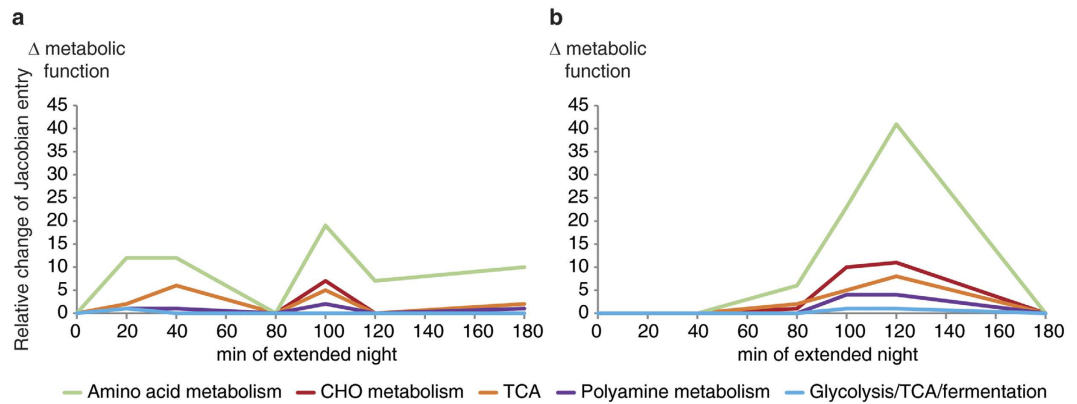 a
Δ metabolic
function
Relative change of Jacobian entry
45
40
35
30
25
20
15
10
5
0
0 20 40 60 80 100 120 140 160 180
min of extended night
b
Δ metabolic
function
45
40
35
30
25
20
15
10
5
0
0 20 40 60 80 100 120 140 160 180
min of extended night
Amino acid metabolism CHO metabolism TCA Polyamine metabolism Glycolysis/TCA/fermentation